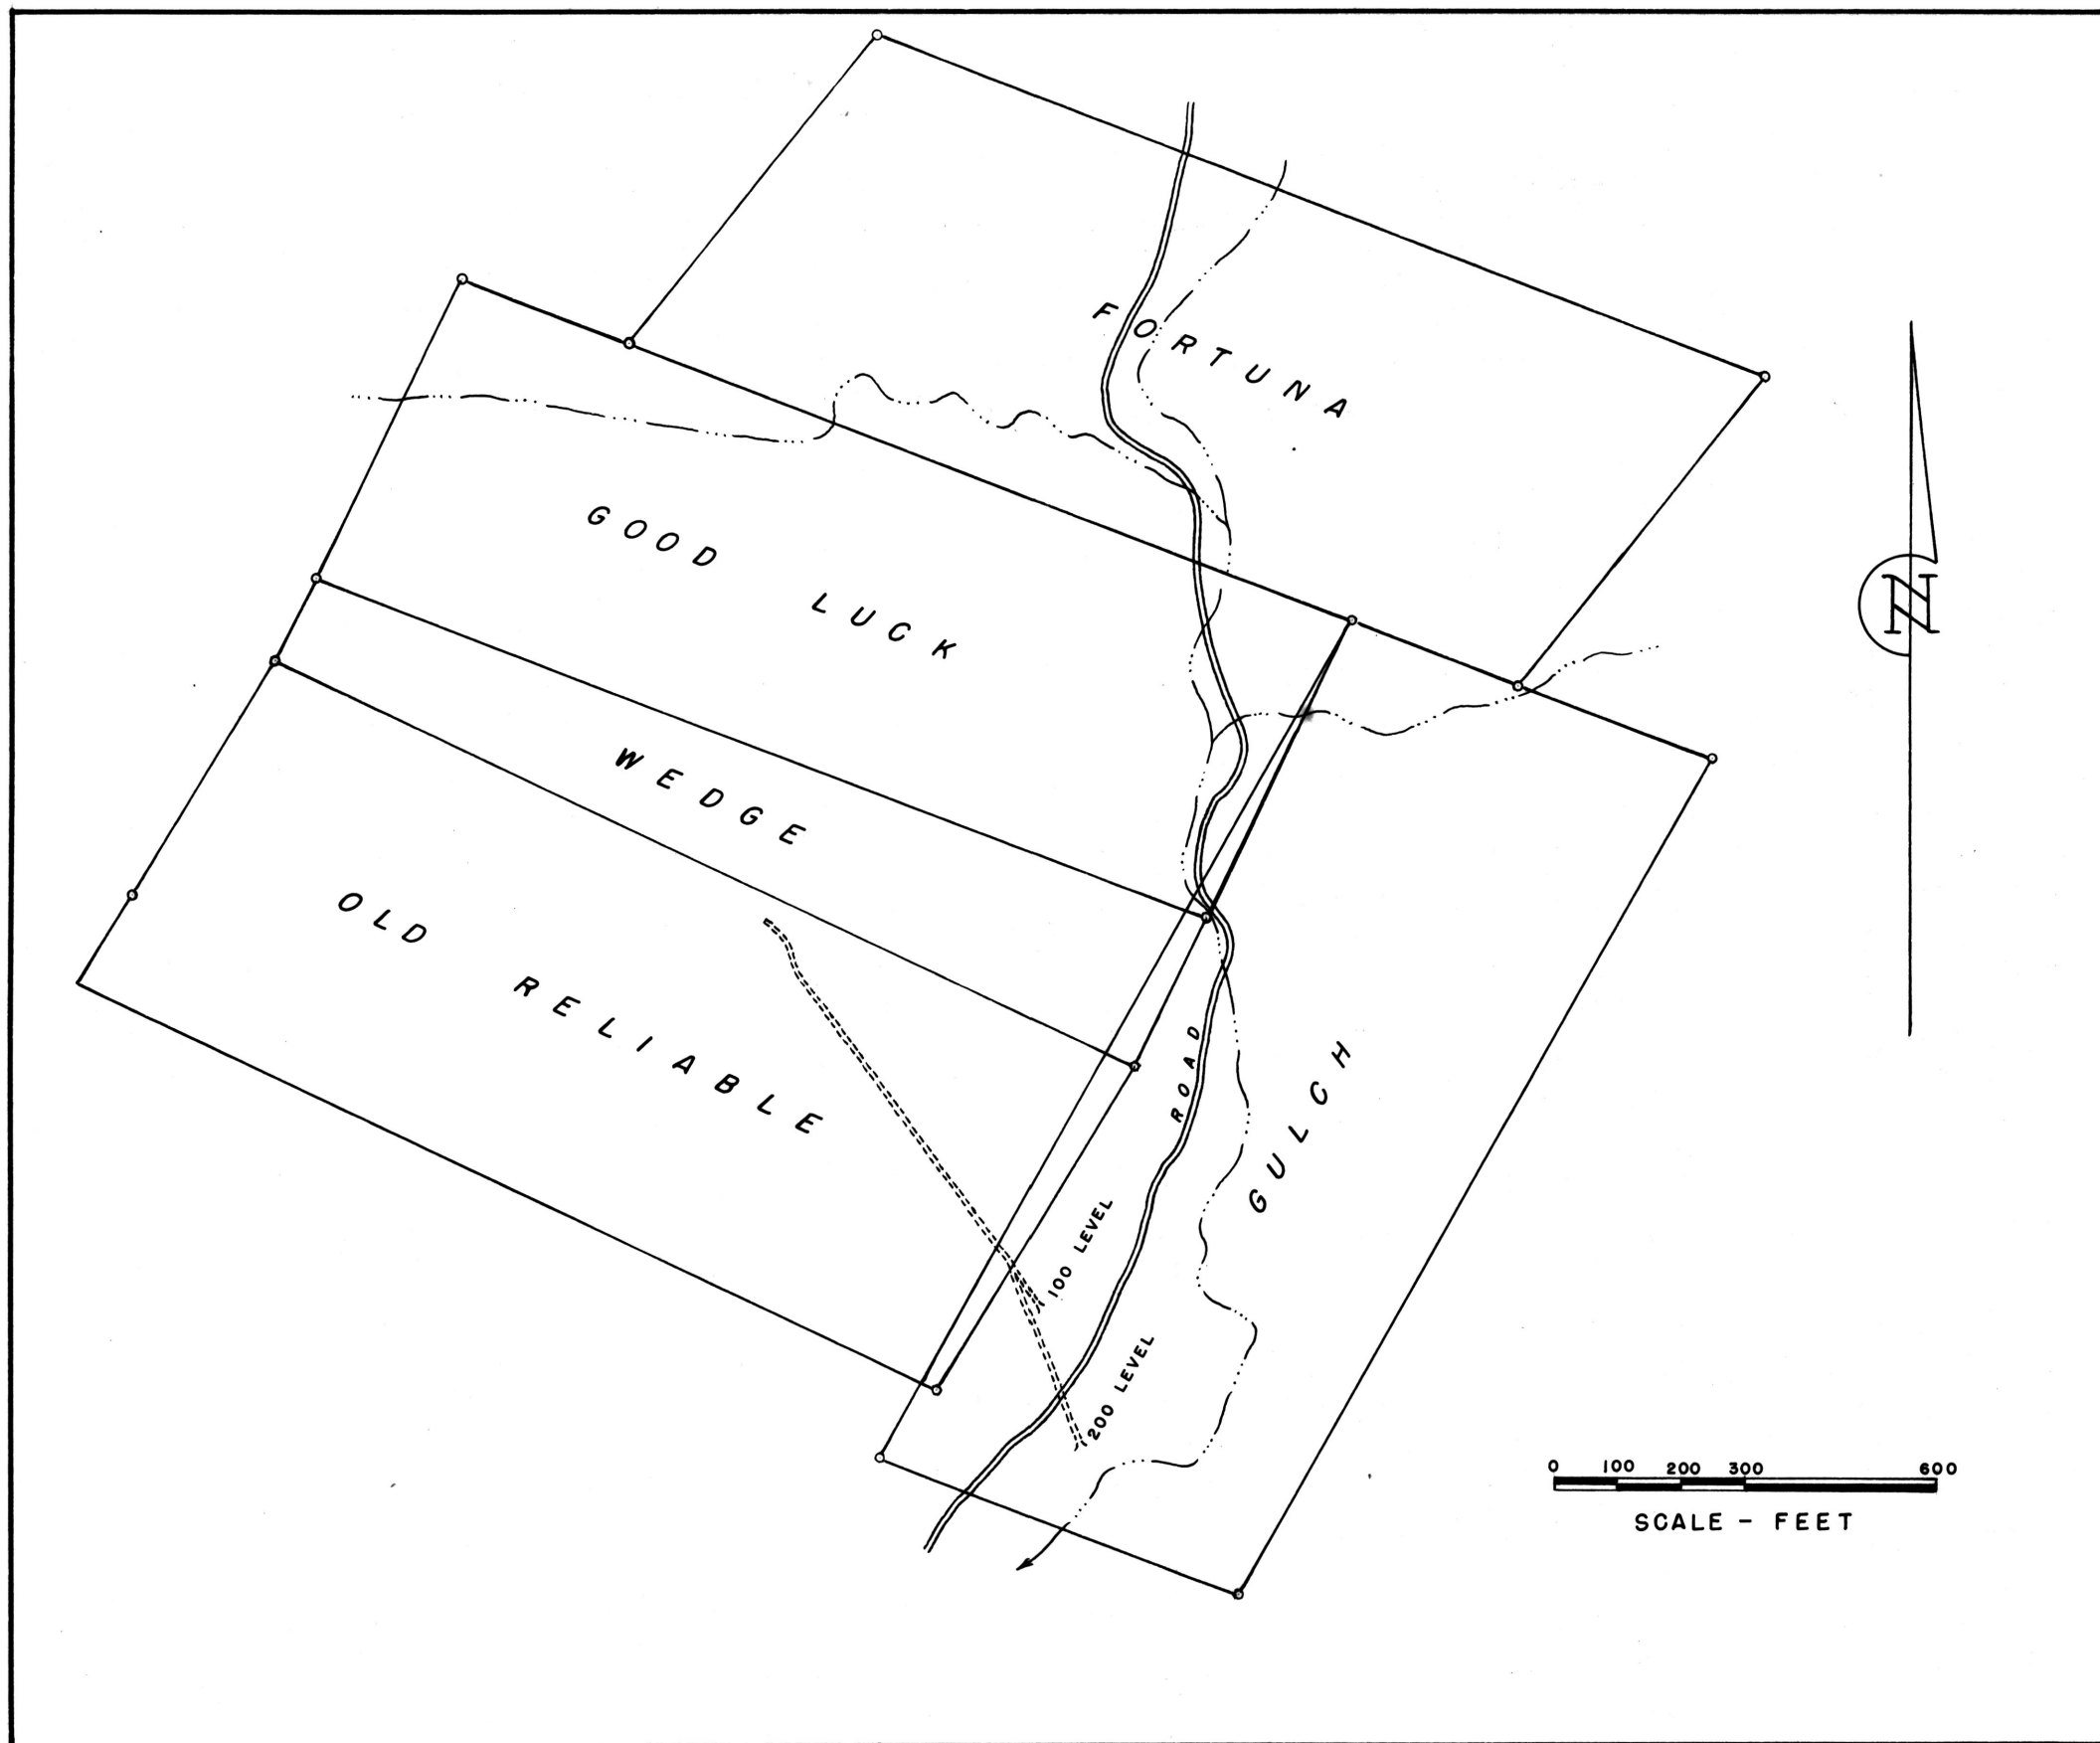 FORTUNA
GOOD LUCK
N
WEDGE
OLD RELIABLE
ROAD
GULCH
100 LEVEL
200 LEVEL
0 100 200 300 600
SCALE - FEET